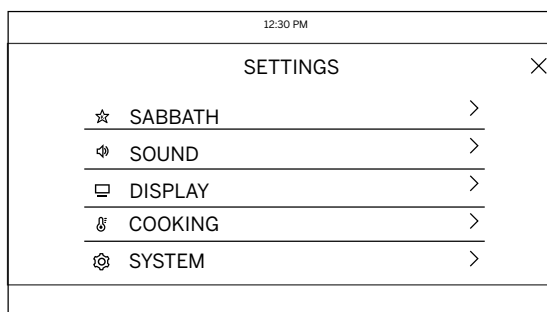 12:30 PM
SETTINGS
SABBATH
SOUND
DISPLAY
COOKING
SYSTEM